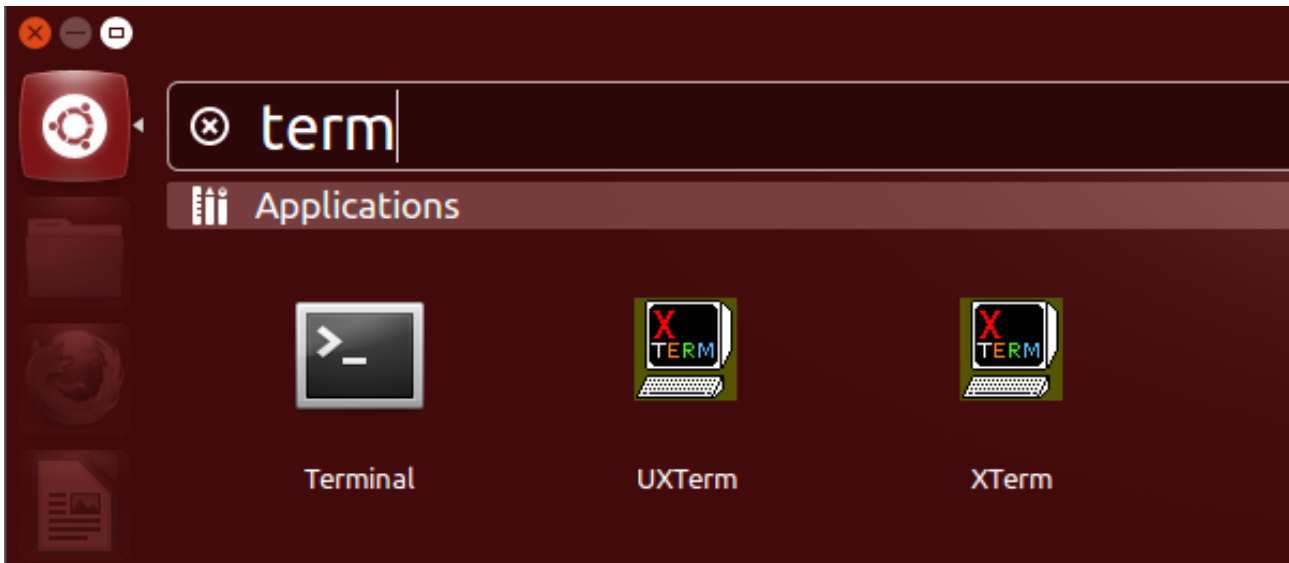 term
Applications
X
TERM
X
TERM
Terminal
UXTerm
XTerm